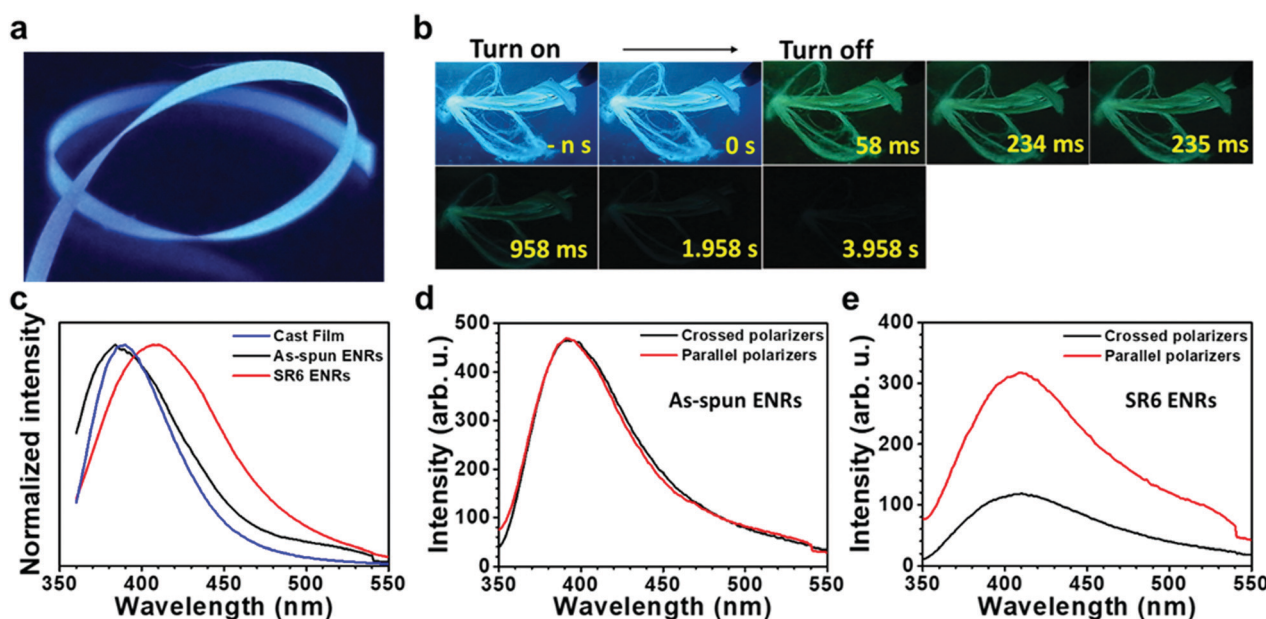 a
b
Turn on
Turn off
- n s
0 s
58 ms
234 ms
235 ms
958 ms
1.958 s
3.958 s
c
Normalized intensity
Cast Film
As-spun ENRs
SR6 ENRs
350
400
450
500
550
Wavelength (nm)
d
Intensity (arb. u.)
500
400
300
200
100
0
Crossed polarizers
Parallel polarizers
As-spun ENRs
350
400
450
500
550
Wavelength (nm)
e
Intensity (arb. u.)
400
300
200
100
0
Crossed polarizers
Parallel polarizers
SR6 ENRs
350
400
450
500
550
Wavelength (nm)